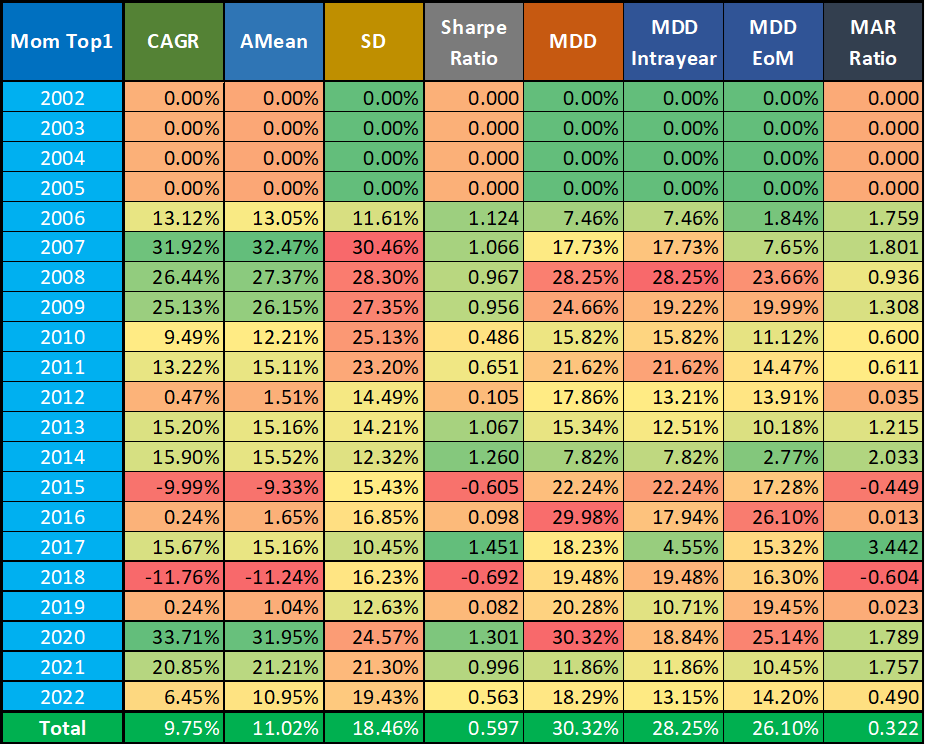 Mom Top1 CAGR AMean SD Sharpe Ratio MDD MDD Intrayear MDD EoM MAR Ratio
2002 0.00% 0.00% 0.00% 0.000 0.00% 0.00% 0.00% 0.000
2003 0.00% 0.00% 0.00% 0.000 0.00% 0.00% 0.00% 0.000
2004 0.00% 0.00% 0.00% 0.000 0.00% 0.00% 0.00% 0.000
2005 0.00% 0.00% 0.00% 0.000 0.00% 0.00% 0.00% 0.000
2006 13.12% 13.05% 11.61% 1.124 7.46% 7.46% 1.84% 1.759
2007 31.92% 32.47% 30.46% 1.066 17.73% 17.73% 7.65% 1.801
2008 26.44% 27.37% 28.30% 0.967 28.25% 28.25% 23.66% 0.936
2009 25.13% 26.15% 27.35% 0.956 24.66% 19.22% 19.99% 1.308
2010 9.49% 12.21% 25.13% 0.486 15.82% 15.82% 11.12% 0.600
2011 13.22% 15.11% 23.20% 0.651 21.62% 21.62% 14.47% 0.611
2012 0.47% 1.51% 14.49% 0.105 17.86% 13.21% 13.91% 0.035
2013 15.20% 15.16% 14.21% 1.067 15.34% 12.51% 10.18% 1.215
2014 15.90% 15.52% 12.32% 1.260 7.82% 7.82% 2.77% 2.033
2015 -9.99% -9.33% 15.43% -0.605 22.24% 22.24% 17.28% -0.449
2016 0.24% 1.65% 16.85% 0.098 29.98% 17.94% 26.10% 0.013
2017 15.67% 15.16% 10.45% 1.451 18.23% 4.55% 15.32% 3.442
2018 -11.76% -11.24% 16.23% -0.692 19.48% 19.48% 16.30% -0.604
2019 0.24% 1.04% 12.63% 0.082 20.28% 10.71% 19.45% 0.023
2020 33.71% 31.95% 24.57% 1.301 30.32% 18.84% 25.14% 1.789
2021 20.85% 21.21% 21.30% 0.996 11.86% 11.86% 10.45% 1.757
2022 6.45% 10.95% 19.43% 0.563 18.29% 13.15% 14.20% 0.490
Total 9.75% 11.02% 18.46% 0.597 30.32% 28.25% 26.10% 0.322